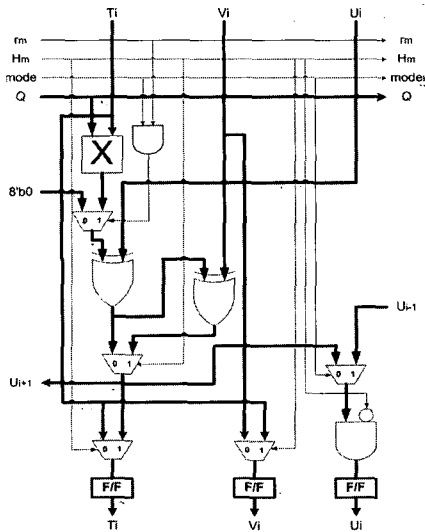 Ti Vi Ui
rm rm
Hm Hm
mode mode
Q Q
X
8'b0
0 1
Ui-1
0 1 0 1
Ui+1
0 1 0 1
F/F F/F F/F
Ti Vi Ui